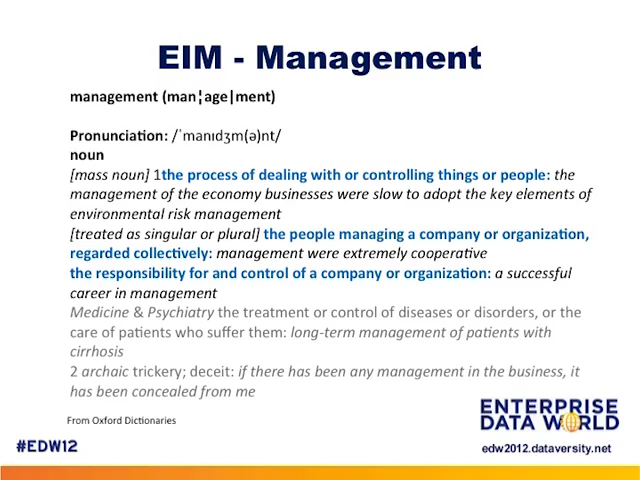 EIM - Management
management (man¦age|ment)
Pronunciation: /ˈmanɪdʒm(ə)nt/
noun
[mass noun] 1the process of dealing with or controlling things or people: the
management of the economy businesses were slow to adopt the key elements of
environmental risk management
[treated as singular or plural] the people managing a company or organization,
regarded collectively: management were extremely cooperative
the responsibility for and control of a company or organization: a successful
career in management
Medicine & Psychiatry the treatment or control of diseases or disorders, or the
care of patients who suffer them: long-term management of patients with
cirrhosis
2 archaic trickery; deceit: if there has been any management in the business, it
has been concealed from me
From Oxford Dictionaries
ENTERPRISE
DATA WORLD
#EDW12
edw2012.dataversity.net